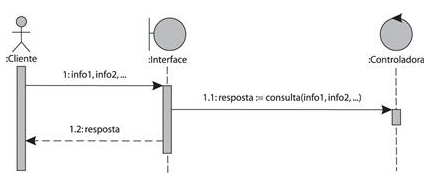 :Cliente
:Interface
:Controladora
1: info1, info2, ...
1.1: resposta := consulta(info1, info2, ...)
1.2: resposta